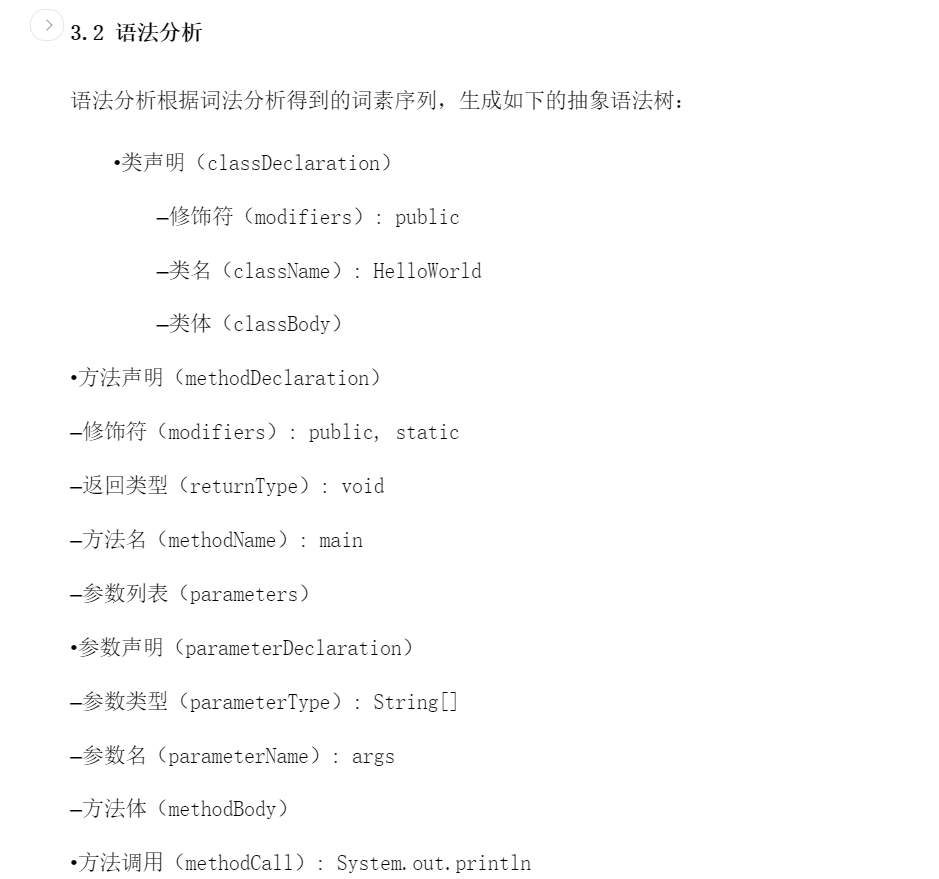 3.2 语法分析
语法分析根据词法分析得到的词素序列，生成如下的抽象语法树：
•类声明（classDeclaration）
–修饰符（modifiers）: public
–类名（className）: HelloWorld
–类体（classBody）
•方法声明（methodDeclaration）
–修饰符（modifiers）: public, static
–返回类型（returnType）: void
–方法名（methodName）: main
–参数列表（parameters）
•参数声明（parameterDeclaration）
–参数类型（parameterType）: String[]
–参数名（parameterName）: args
–方法体（methodBody）
•方法调用（methodCall）: System.out.println